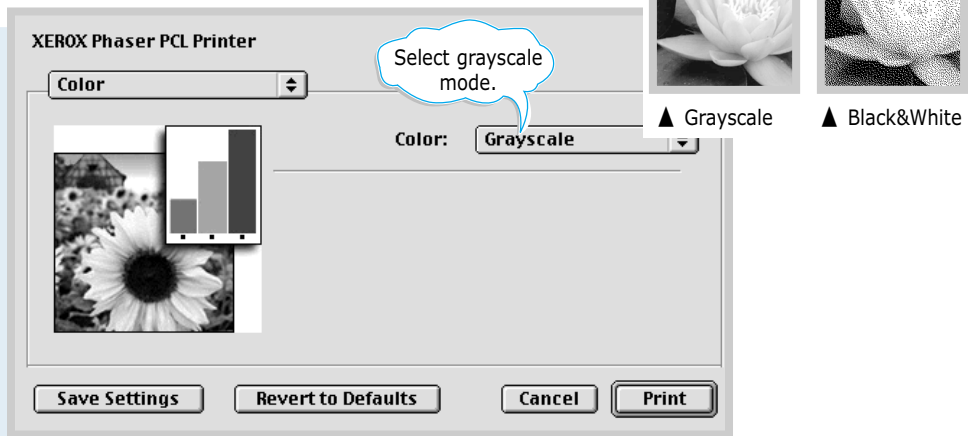 XEROX Phaser PCL Printer
Color
Select grayscale
mode.
Color: Grayscale
▲ Grayscale
▲ Black&White
Save Settings
Revert to Defaults
Cancel
Print